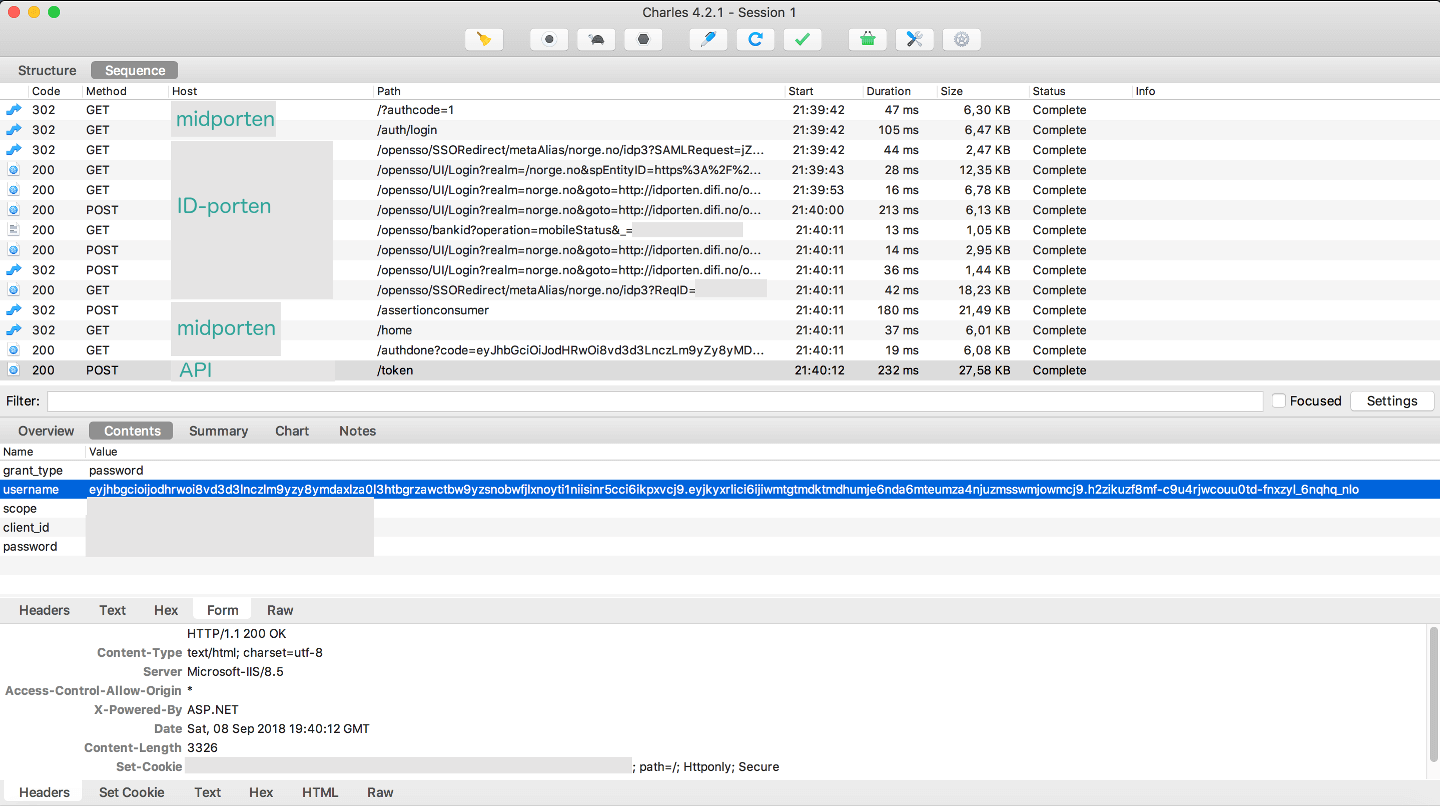 Charles 4.2.1 - Session 1
Structure Sequence
Code Method Host Path Start Duration Size Status Info
302 GET /?authcode=1 21:39:42 47 ms 6,30 KB Complete
midporten
302 GET /auth/login 21:39:42 105 ms 6,47 KB Complete
302 GET /opensso/SSORedirect/metaAlias/norge.no/idp3?SAMLRequest=jZ... 21:39:42 44 ms 2,47 KB Complete
200 GET /opensso/UI/Login?realm=/norge.no&spEntityID=https%3A%2F%2... 21:39:43 28 ms 12,35 KB Complete
200 GET /opensso/UI/Login?realm=norge.no&goto=http://idporten.difi.no/o... 21:39:53 16 ms 6,78 KB Complete
ID-porten
200 POST /opensso/UI/Login?realm=norge.no&goto=http://idporten.difi.no/o... 21:40:00 213 ms 6,13 KB Complete
200 GET /opensso/bankid?operation=mobileStatus&_= 21:40:11 13 ms 1,05 KB Complete
200 POST /opensso/UI/Login?realm=norge.no&goto=http://idporten.difi.no/o... 21:40:11 14 ms 2,95 KB Complete
302 POST /opensso/UI/Login?realm=norge.no&goto=http://idporten.difi.no/o... 21:40:11 36 ms 1,44 KB Complete
200 GET /opensso/SSORedirect/metaAlias/norge.no/idp3?ReqID= 21:40:11 42 ms 18,23 KB Complete
302 POST /assertionconsumer 21:40:11 180 ms 21,49 KB Complete
302 GET midporten /home 21:40:11 37 ms 6,01 KB Complete
200 GET /authdone?code=eyJhbGciOiJodHRwOi8vd3d3LnczLm9yZy8yMD... 21:40:11 19 ms 6,08 KB Complete
200 POST API /token 21:40:12 232 ms 27,58 KB Complete
Filter: Focused Settings
Overview Contents Summary Chart Notes
Name Value
grant_type password
username eyjhbgcioijodhrwoi8vd3d3lnczlm9yzy8ymdaxlza0l3htbgrzawctbw9yzsnobwfjlxnoyti1niisinr5cci6ikpxvcj9.eyjkyxrlici6ijiwmtgtmdktmdhumje6nda6mteumza4njuzmsswmjowmcj9.h2zikuzf8mf-c9u4rjwcouu0td-fnxzyl_6nqhq_nlo
scope
client_id
password
Headers Text Hex Form Raw
HTTP/1.1 200 OK
Content-Type text/html; charset=utf-8
Server Microsoft-IIS/8.5
Access-Control-Allow-Origin *
X-Powered-By ASP.NET
Date Sat, 08 Sep 2018 19:40:12 GMT
Content-Length 3326
Set-Cookie ; path=/; Httponly; Secure
Headers Set Cookie Text Hex HTML Raw